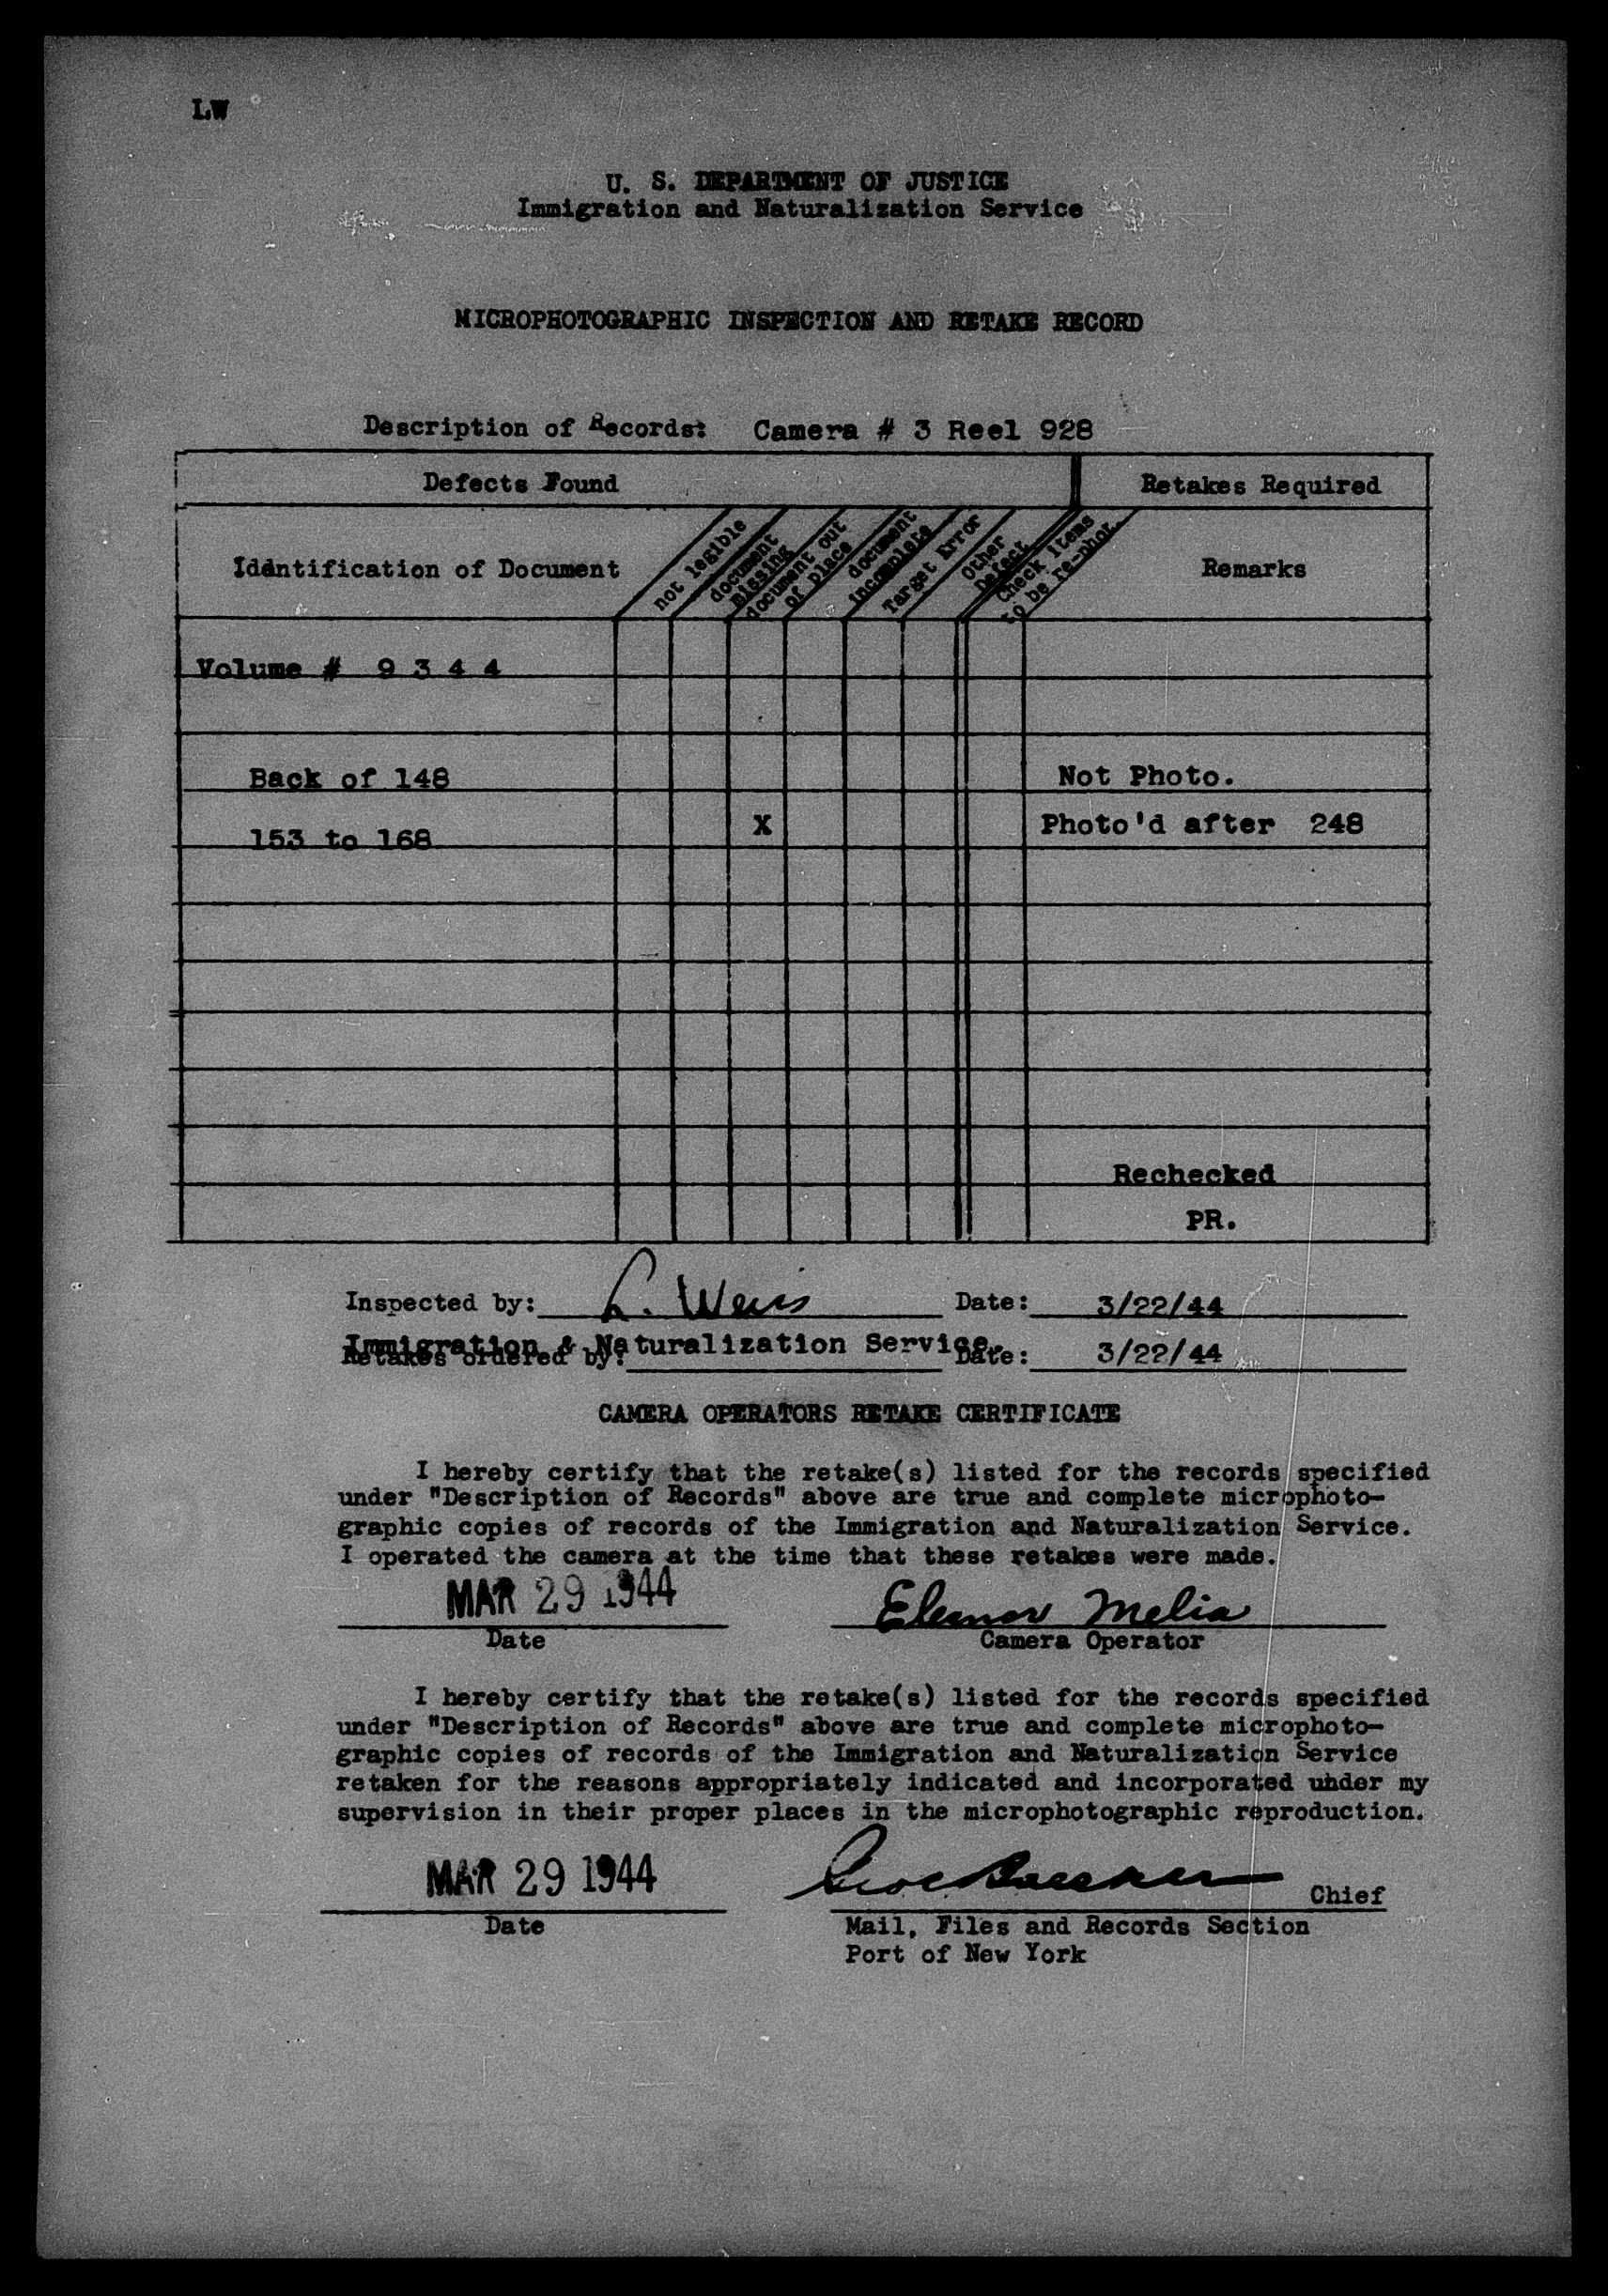 LW
U. S. DEPARTMENT OF JUSTICE
Immigration and Naturalization Service
MICROPHOTOGRAPHIC INSPECTION AND RETAKE RECORD
Description of Records: Camera # 3 Reel 928
Defects Found
Retakes Required
Identification of Document
not legible
document missing
document out of place
document incomplete
Target Error
Other Defect
Check items to be re-phor.
Remarks
Volume # 9 3 4 4
Back of 148 Not Photo.
153 to 168 X Photo'd after 248
Rechecked
PR.
Inspected by: L. Weis Date: 3/22/44
Immigration & Naturalization Service.
Retakes ordered by: Date: 3/22/44
CAMERA OPERATORS RETAKE CERTIFICATE
I hereby certify that the retake(s) listed for the records specified
under "Description of Records" above are true and complete microphoto-
graphic copies of records of the Immigration and Naturalization Service.
I operated the camera at the time that these retakes were made.
MAR 29 1944 Eleanor Melia
Date Camera Operator
I hereby certify that the retake(s) listed for the records specified
under "Description of Records" above are true and complete microphoto-
graphic copies of records of the Immigration and Naturalization Service
retaken for the reasons appropriately indicated and incorporated under my
supervision in their proper places in the microphotographic reproduction.
MAR 29 1944 Chief
Date Mail, Files and Records Section
Port of New York